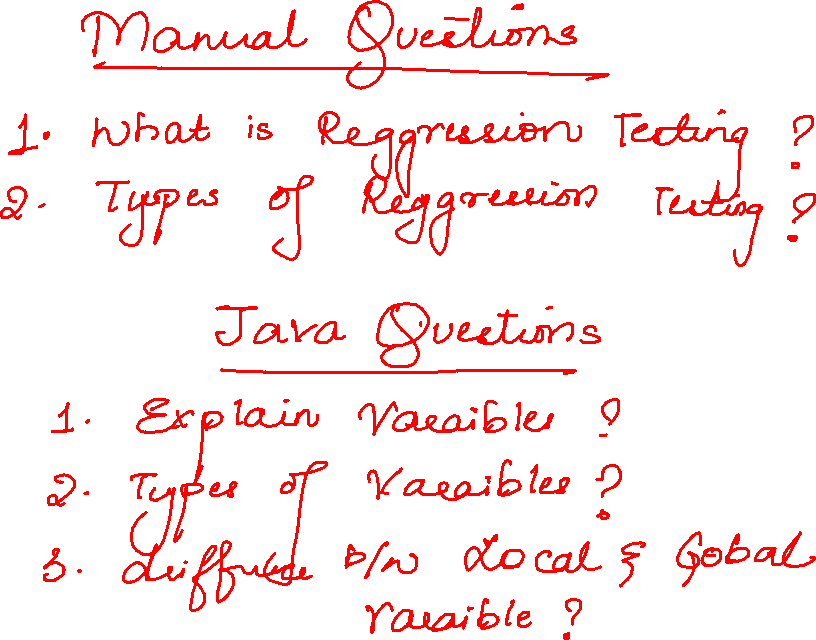 Manual Questions
1. What is Reggression Testing ?
2. Types of Reggression Testing ?
Java Questions
1. Explain Varaibles ?
2. Types of Varaibles ?
3. Differnce b/w Local & Gobal
Varaible ?